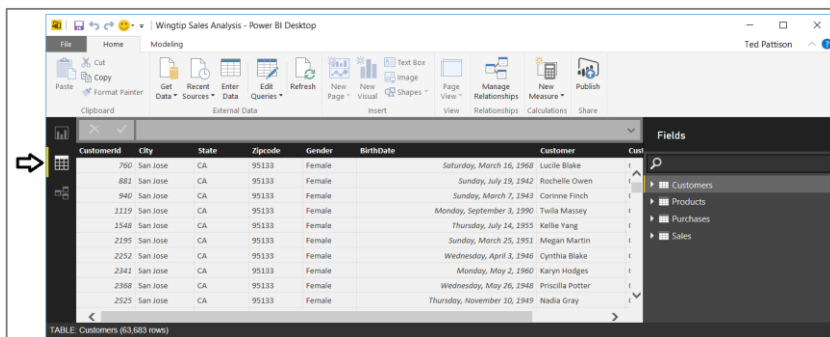 Wingtip Sales Analysis - Power BI Desktop
File Home Modeling Ted Pattison
Paste
Cut
Copy
Format Painter
Get Data
Recent Sources
Enter Data
Edit Queries
Refresh
New Page
New Visual
Text Box
Image
Shapes
Page View
Manage Relationships
New Measure
Publish
Clipboard External Data Insert View Relationships Calculations Share
Fields
CustomerId City State Zipcode Gender BirthDate Customer Cust
760 San Jose CA 95133 Female Saturday, March 16, 1968 Lucile Blake
881 San Jose CA 95133 Female Sunday, July 19, 1942 Rochelle Owen
940 San Jose CA 95133 Female Sunday, March 7, 1943 Corinne Finch
1119 San Jose CA 95133 Female Monday, September 3, 1990 Twila Massey
1548 San Jose CA 95133 Female Thursday, July 14, 1955 Kellie Yang
2195 San Jose CA 95133 Female Sunday, March 25, 1951 Megan Martin
2252 San Jose CA 95133 Female Wednesday, April 3, 1946 Cynthia Blake
2341 San Jose CA 95133 Female Monday, May 2, 1960 Karyn Hodges
2368 San Jose CA 95133 Female Wednesday, May 26, 1948 Priscilla Potter
2525 San Jose CA 95133 Female Thursday, November 10, 1949 Nadia Gray
Customers
Products
Purchases
Sales
TABLE: Customers (63,683 rows)